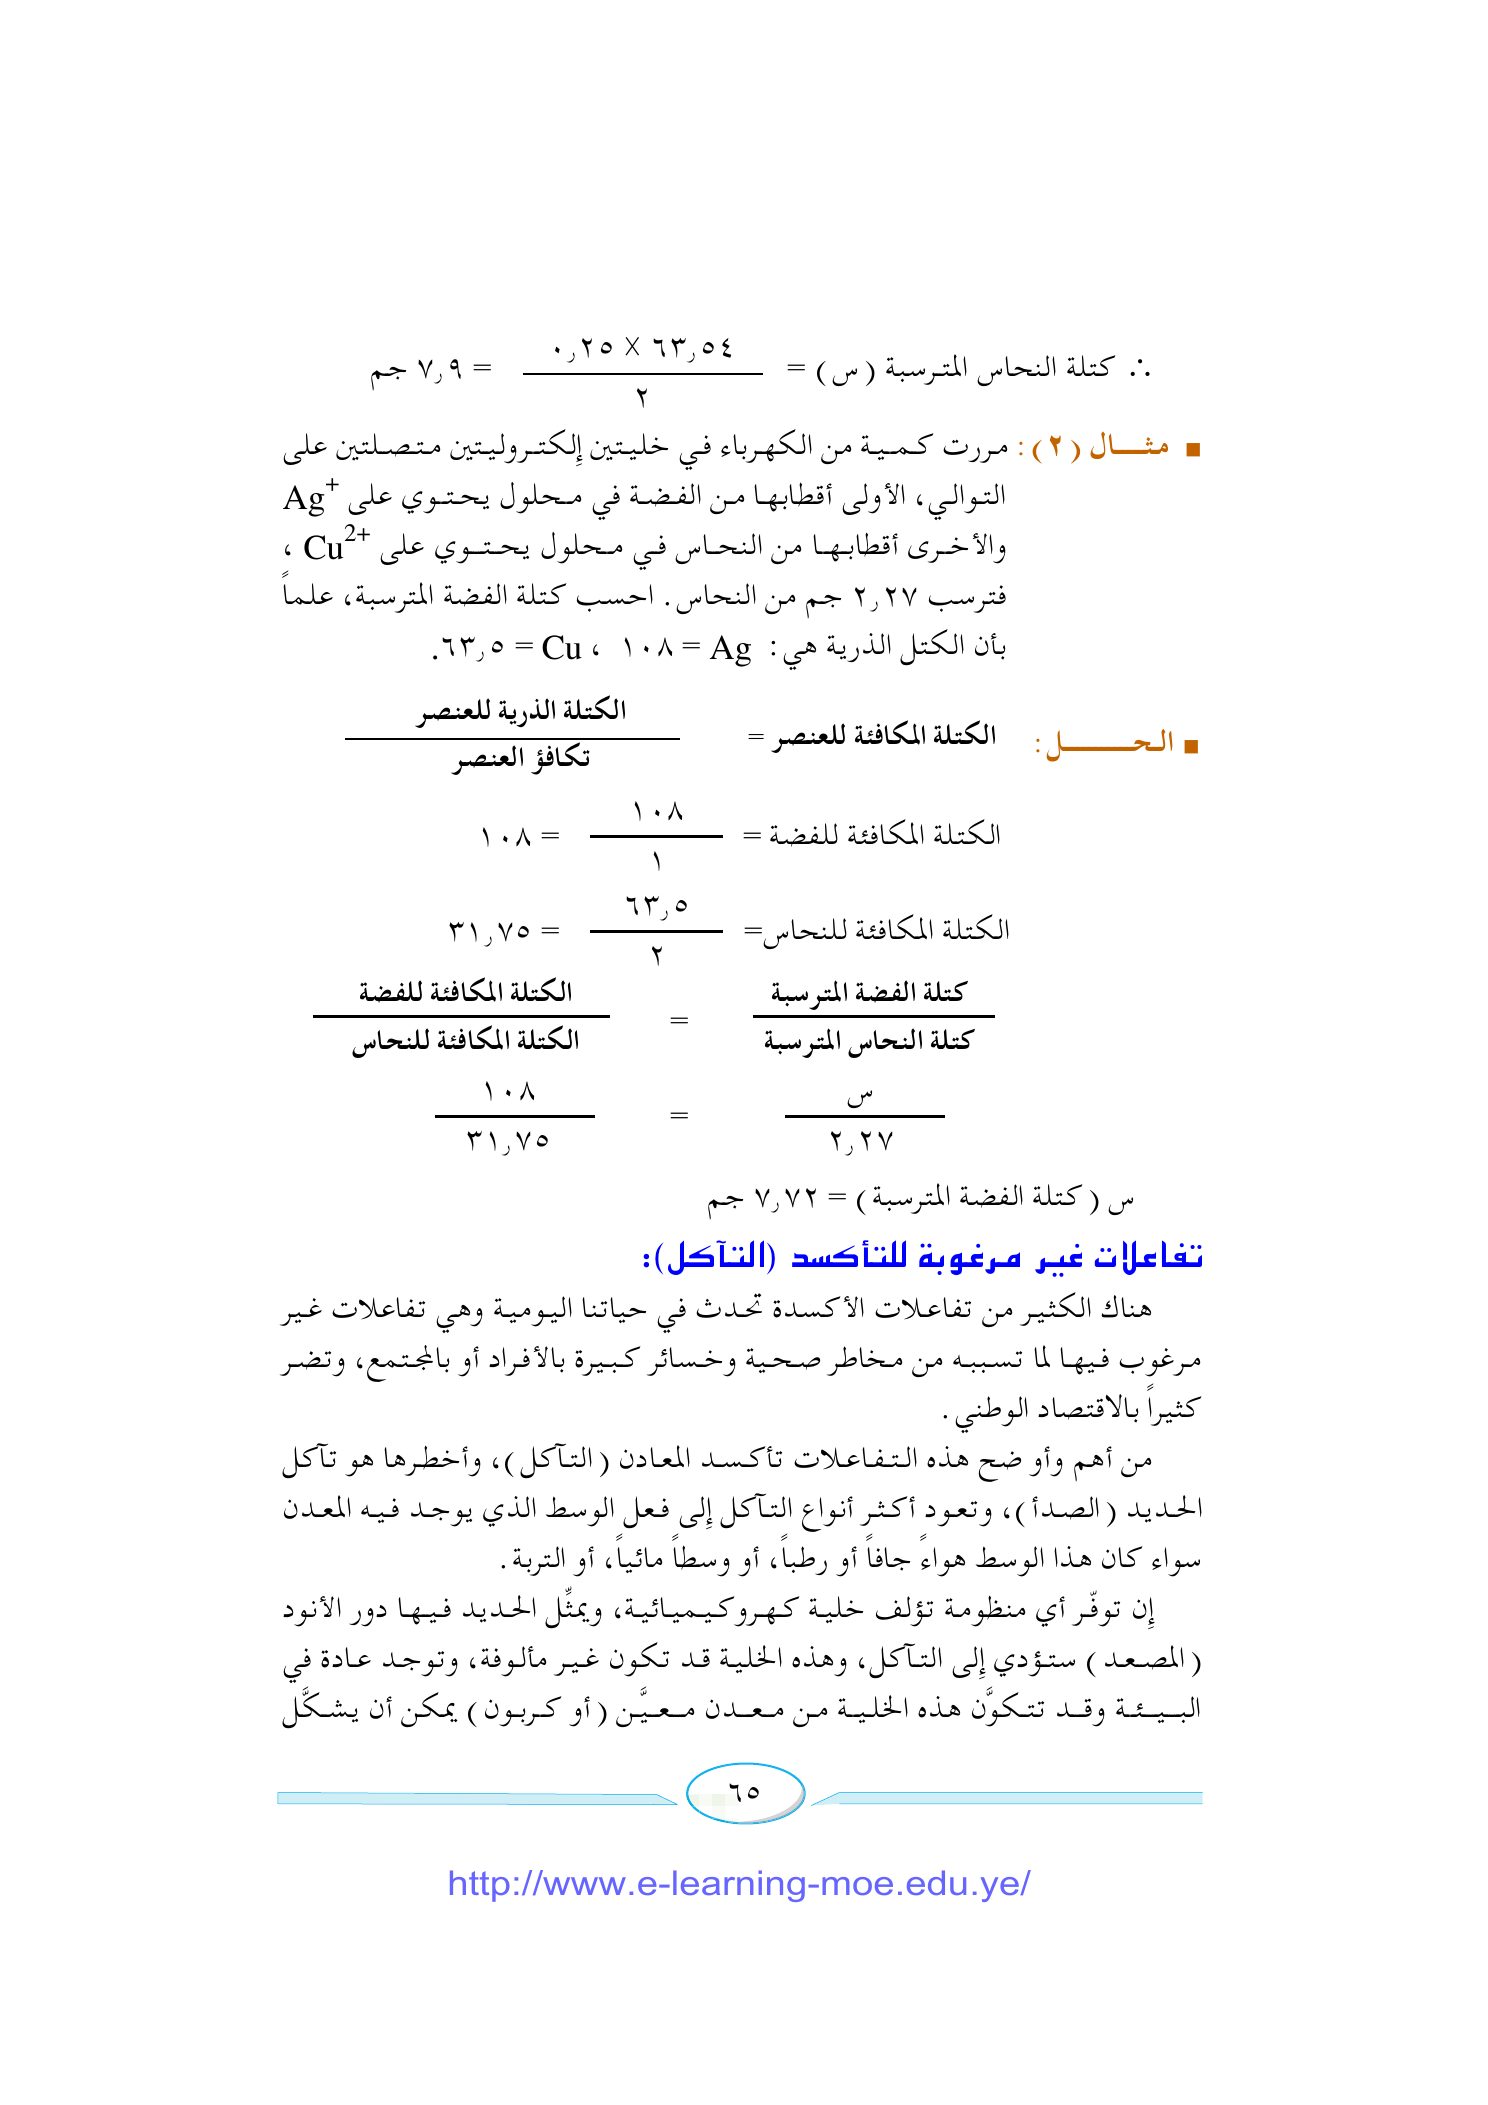 ∴ كتلة النحاس المترسبة ( س ) = ٦٣٫٥٤ × ٠٫٢٥ / ٢ = ٧٫٩ جم
■ مثـــال ( ٢ ) : مررت كمية من الكهرباء في خليتين إلكتروليتين متصلتين على
التوالي، الأولى أقطابها من الفضة في محلول يحتوي على Ag⁺
والأخرى أقطابها من النحاس في محلول يحتوي على Cu²⁺ ،
فترسب ٢٫٢٧ جم من النحاس. احسب كتلة الفضة المترسبة، علماً
بأن الكتل الذرية هي: Ag = ١٠٨ ، Cu = ٦٣٫٥.
■ الحــــــل : الكتلة المكافئة للعنصر = الكتلة الذرية للعنصر / تكافؤ العنصر
الكتلة المكافئة للفضة = ١٠٨ / ١ = ١٠٨
الكتلة المكافئة للنحاس= ٦٣٫٥ / ٢ = ٣١٫٧٥
كتلة الفضة المترسبة / كتلة النحاس المترسبة = الكتلة المكافئة للفضة / الكتلة المكافئة للنحاس
س / ٢٫٢٧ = ١٠٨ / ٣١٫٧٥
س ( كتلة الفضة المترسبة ) = ٧٫٧٢ جم
تفاعلات غير مرغوبة للتأكسد (التآكل):
هناك الكثير من تفاعلات الأكسدة تحدث في حياتنا اليومية وهي تفاعلات غير
مرغوب فيها لما تسببه من مخاطر صحية وخسائر كبيرة بالأفراد أو بالمجتمع، وتضر
كثيراً بالاقتصاد الوطني.
من أهم وأو ضح هذه التفاعلات تأكسد المعادن ( التآكل )، وأخطرها هو تآكل
الحديد ( الصدأ )، وتعود أكثر أنواع التآكل إلى فعل الوسط الذي يوجد فيه المعدن
سواء كان هذا الوسط هواءً جافاً أو رطباً، أو وسطاً مائياً، أو التربة.
إن توفّر أي منظومة تؤلف خلية كهروكيميائية، ويمثِّل الحديد فيها دور الأنود
( المصعد ) ستؤدي إلى التآكل، وهذه الخلية قد تكون غير مألوفة، وتوجد عادة في
البيئة وقد تتكوَّن هذه الخلية من معدن معيَّن ( أو كربون ) يمكن أن يشكَّل
٦٥
http://www.e-learning-moe.edu.ye/